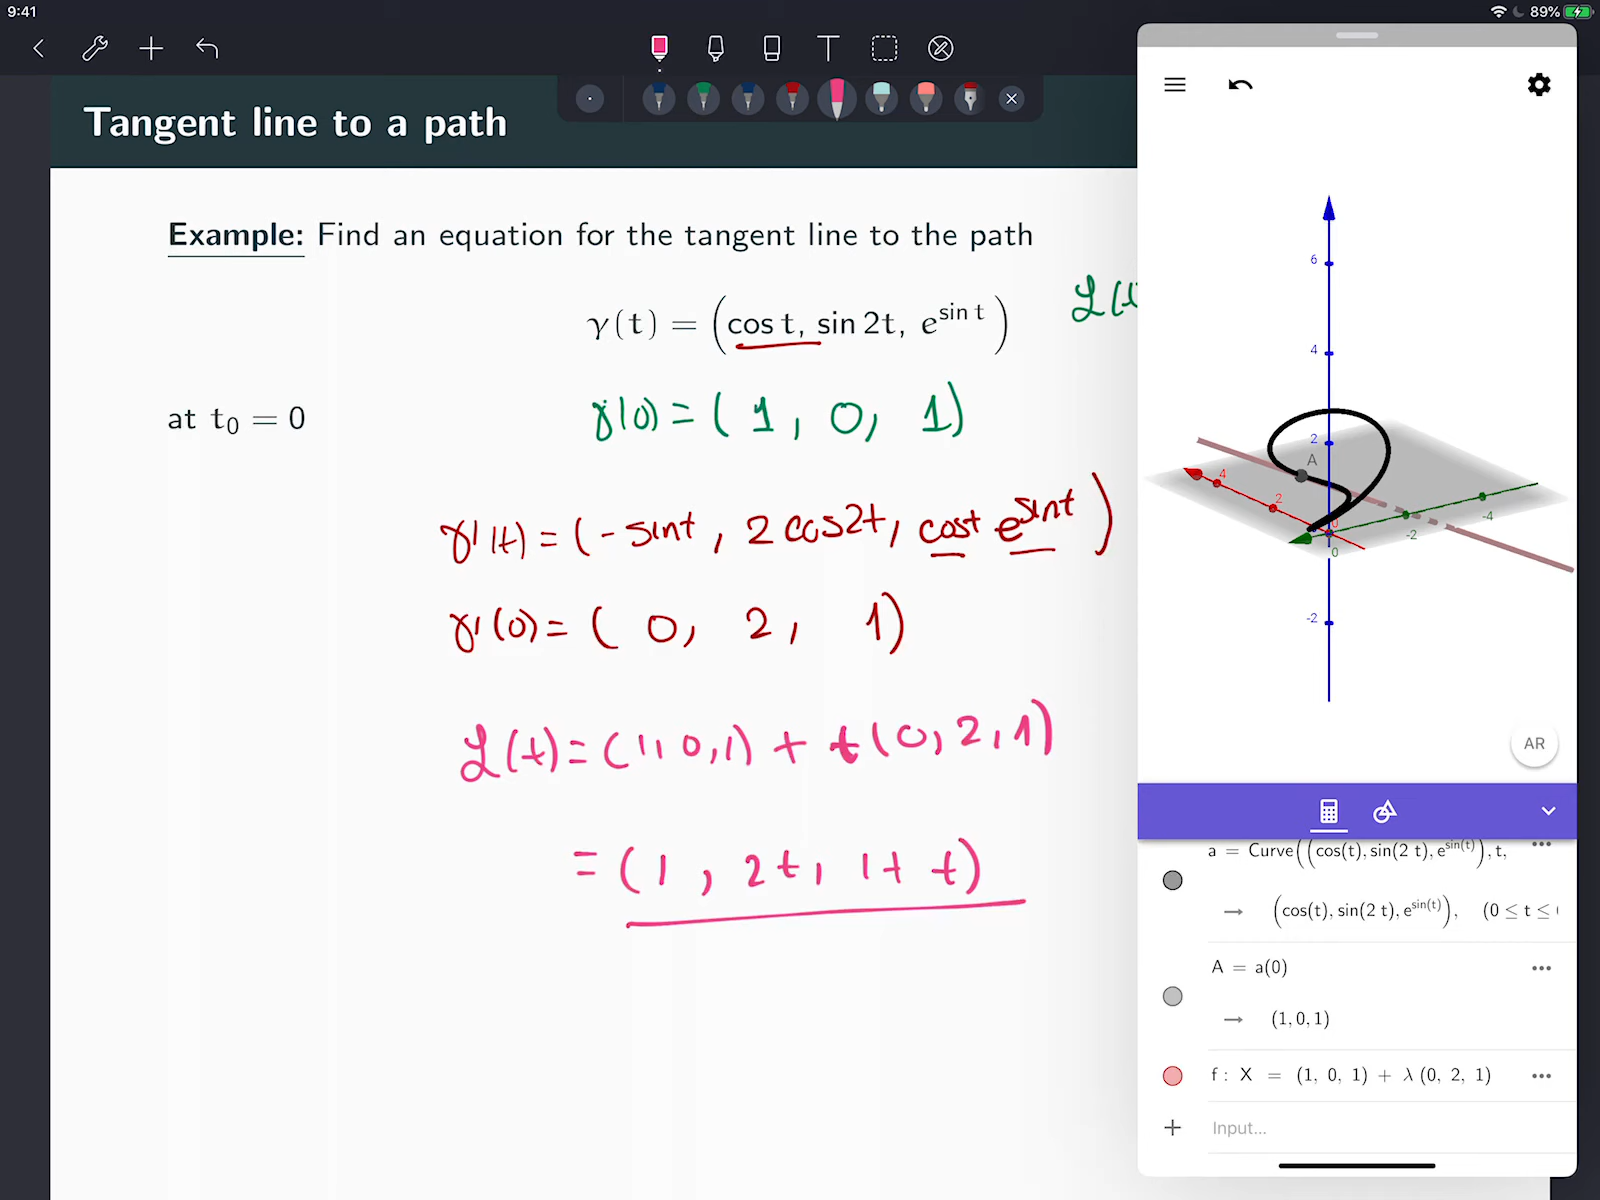 9:41
89%
Tangent line to a path
Example: Find an equation for the tangent line to the path
γ(t) = (cos t, sin 2t, e^{sin t})
ℒ(t
at t₀ = 0
γ(0) = (1, 0, 1)
γ'(t) = (-sint, 2cos2t, cost e^{sint})
γ'(0) = (0, 2, 1)
ℒ(t) = (1,0,1) + t(0,2,1)
= (1, 2t, 1+t)
6
4
2
A
4
2
0
0
-2
-4
-2
AR
a = Curve((cos(t), sin(2 t), e^{sin(t)}), t,
→ (cos(t), sin(2 t), e^{sin(t)}), (0 ≤ t ≤
A = a(0)
→ (1, 0, 1)
f: X = (1, 0, 1) + λ (0, 2, 1)
Input...